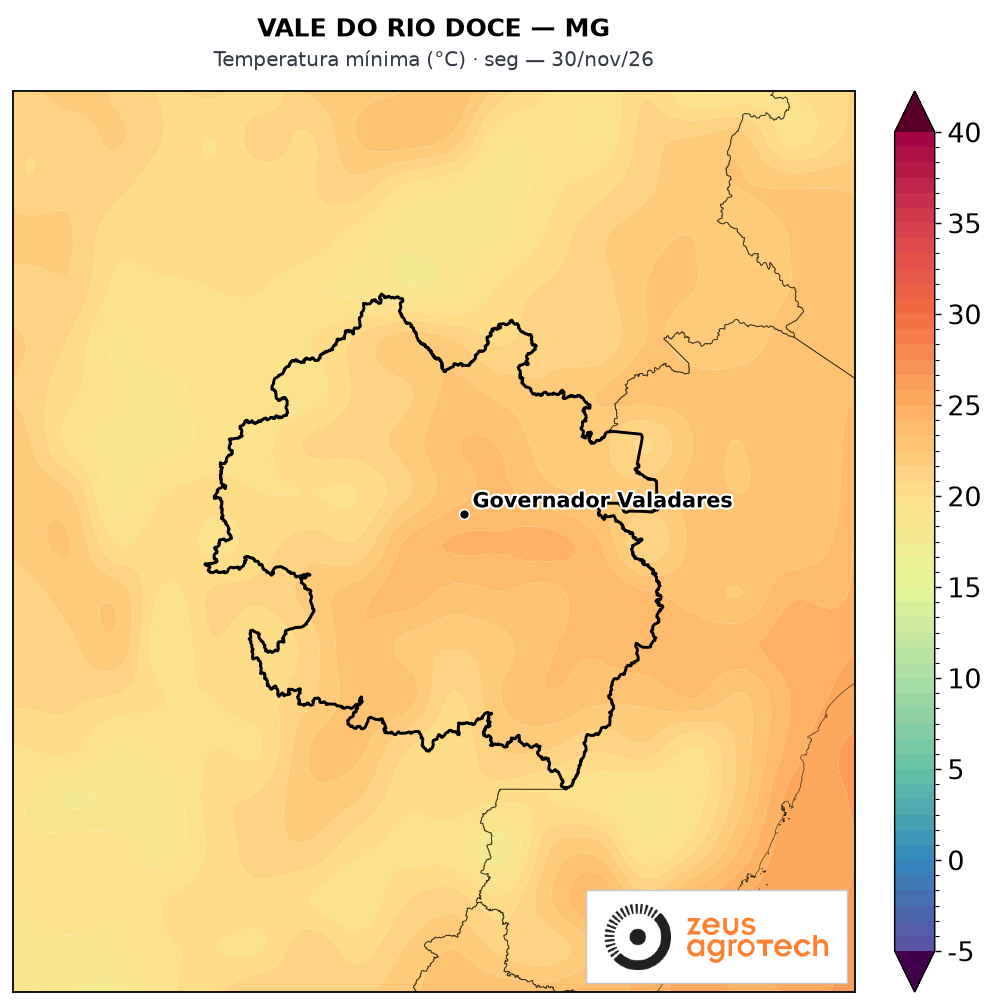 VALE DO RIO DOCE — MG
Temperatura mínima (°C) · seg — 30/nov/26
Governador Valadares
40
35
30
25
20
15
10
5
0
-5
zeus
agrotech